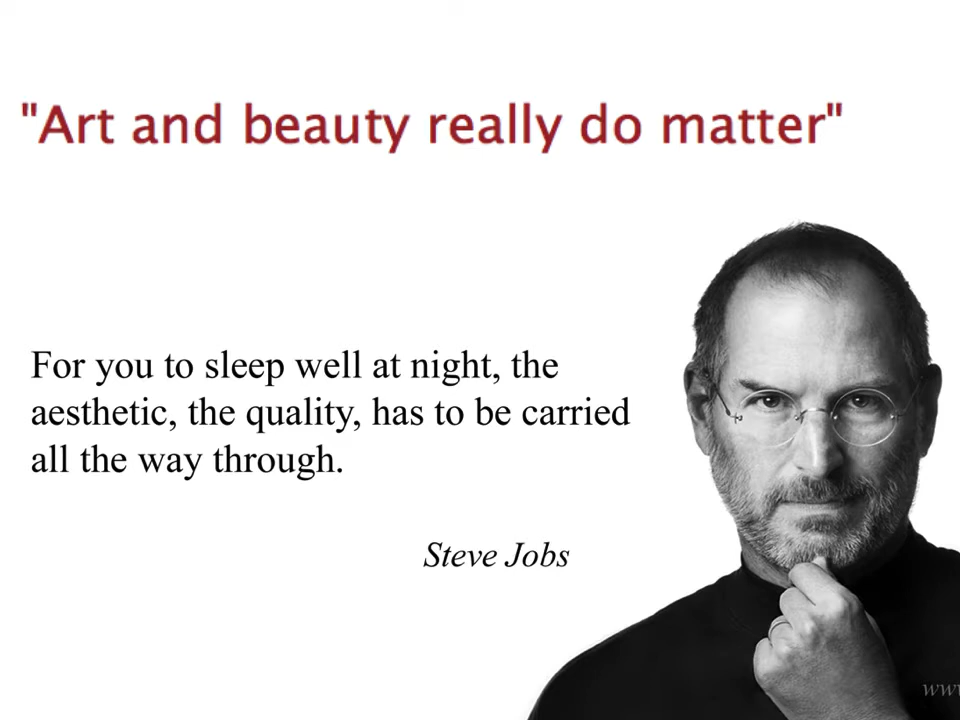 "Art and beauty really do matter"
For you to sleep well at night, the
aesthetic, the quality, has to be carried
all the way through.
Steve Jobs